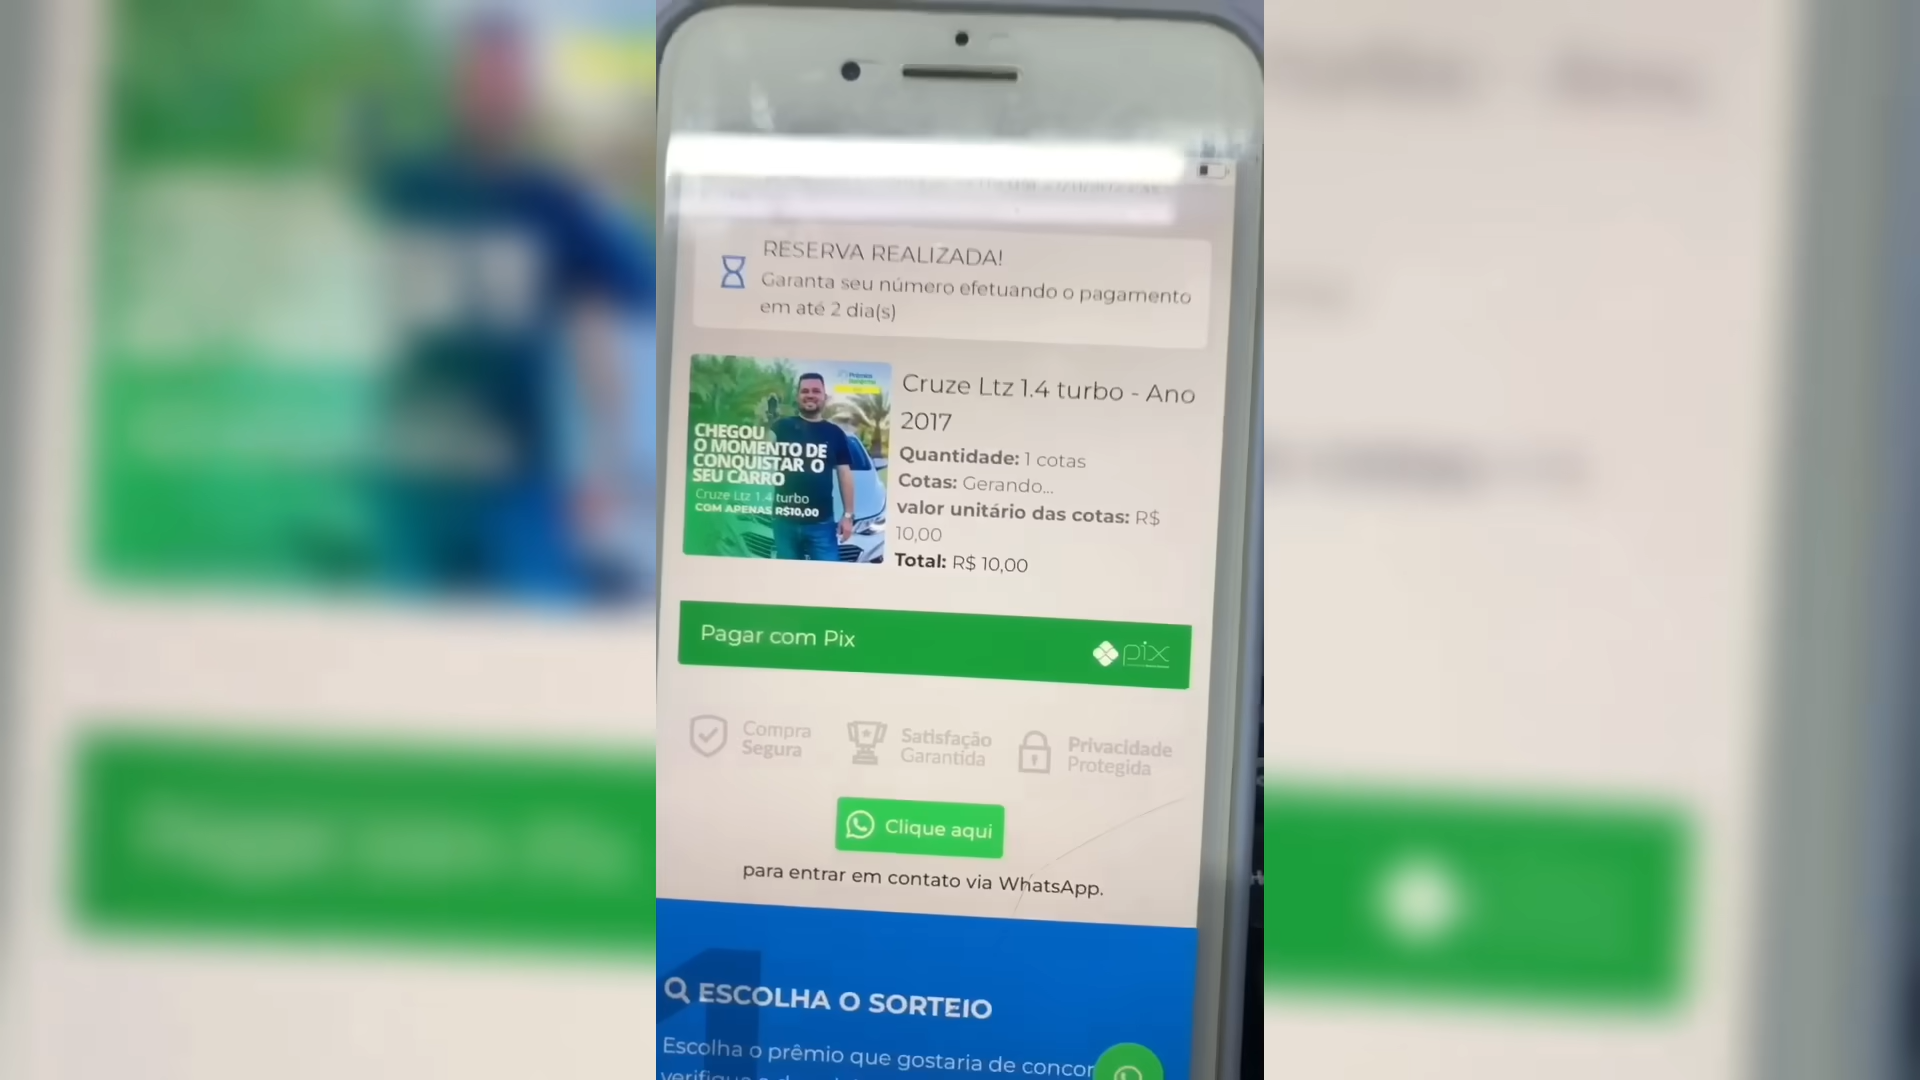 RESERVA REALIZADA!
Garanta seu número efetuando o pagamento
em até 2 dia(s)
CHEGOU
O MOMENTO DE
CONQUISTAR O
SEU CARRO
Cruze Ltz 1.4 turbo
COM APENAS R$10,00
Cruze Ltz 1.4 turbo - Ano
2017
Quantidade: 1 cotas
Cotas: Gerando...
valor unitário das cotas: R$
10,00
Total: R$ 10,00
Pagar com Pix
pix
Compra
Segura
Satisfação
Garantida
Privacidade
Protegida
Clique aqui
para entrar em contato via WhatsApp.
ESCOLHA O SORTEIO
Escolha o prêmio que gostaria de